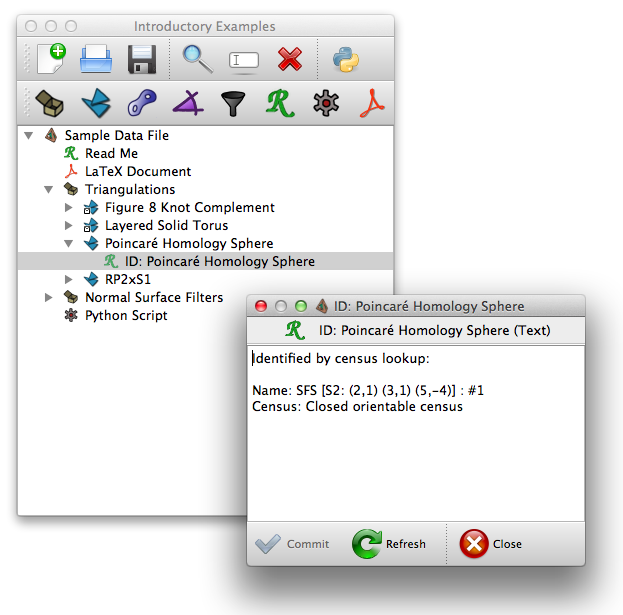 Introductory Examples
Sample Data File
Read Me
LaTeX Document
Triangulations
Figure 8 Knot Complement
Layered Solid Torus
Poincaré Homology Sphere
ID: Poincaré Homology Sphere
RP2xS1
Normal Surface Filters
Python Script
ID: Poincaré Homology Sphere
ID: Poincaré Homology Sphere (Text)
Identified by census lookup:
Name: SFS [S2: (2,1) (3,1) (5,-4)] : #1
Census: Closed orientable census
Commit Refresh Close